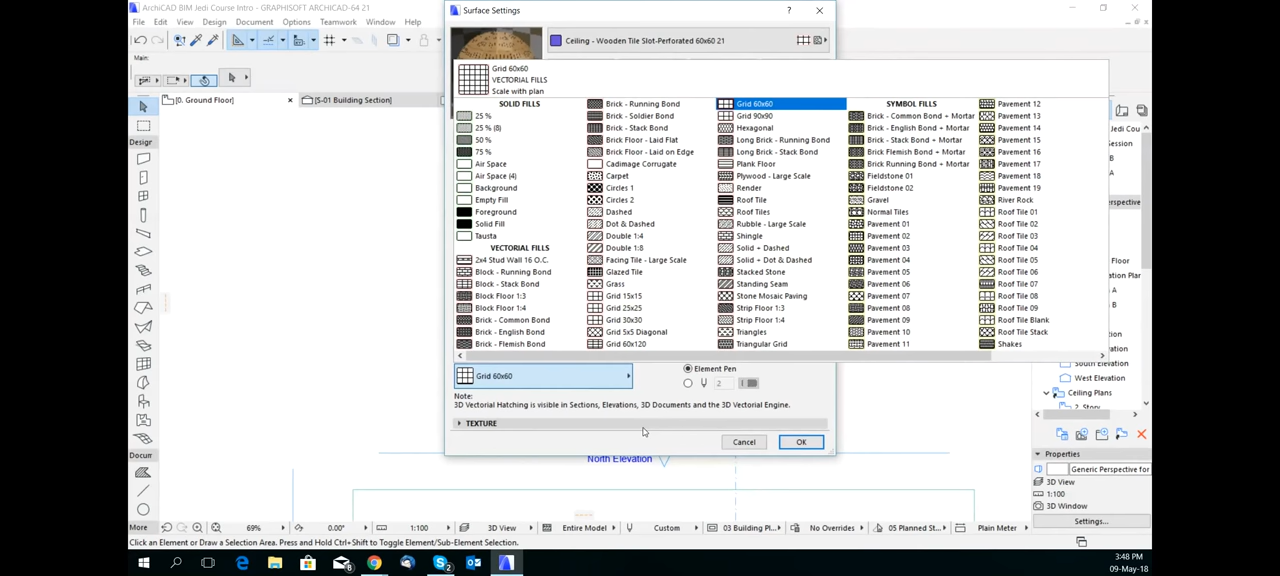 ArchiCAD BIM Jedi Course Intro - GRAPHISOFT ARCHICAD-64 21
File Edit View Design Document Options Teamwork Window Help
Main:
[0. Ground Floor]
[S-01 Building Section]
Design
Docum
More
Surface Settings
Ceiling - Wooden Tile Slot-Perforated 60x60 21
Grid 60x60
VECTORIAL FILLS
Scale with plan
SOLID FILLS
25 %
25 % (8)
50 %
75 %
Air Space
Air Space (4)
Background
Empty Fill
Foreground
Solid Fill
Tausta
VECTORIAL FILLS
2x4 Stud Wall 16 O.C.
Block - Running Bond
Block - Stack Bond
Block Floor 1:3
Block Floor 1:4
Brick - Common Bond
Brick - English Bond
Brick - Flemish Bond
Brick - Running Bond
Brick - Soldier Bond
Brick - Stack Bond
Brick Floor - Laid Flat
Brick Floor - Laid on Edge
Cadimage Corrugate
Carpet
Circles 1
Circles 2
Dashed
Dot & Dashed
Double 1:4
Double 1:8
Facing Tile - Large Scale
Glazed Tile
Grass
Grid 15x15
Grid 25x25
Grid 30x30
Grid 5x5 Diagonal
Grid 60x120
Grid 60x60
Grid 90x90
Hexagonal
Long Brick - Running Bond
Long Brick - Stack Bond
Plank Floor
Plywood - Large Scale
Render
Roof Tile
Roof Tiles
Rubble - Large Scale
Shingle
Solid + Dashed
Solid + Dot & Dashed
Stacked Stone
Standing Seam
Stone Mosaic Paving
Strip Floor 1:3
Strip Floor 1:4
Triangles
Triangular Grid
SYMBOL FILLS
Brick - Common Bond + Mortar
Brick - English Bond + Mortar
Brick - Stack Bond + Mortar
Brick Flemish Bond + Mortar
Brick Running Bond + Mortar
Fieldstone 01
Fieldstone 02
Gravel
Normal Tiles
Pavement 01
Pavement 02
Pavement 03
Pavement 04
Pavement 05
Pavement 06
Pavement 07
Pavement 08
Pavement 09
Pavement 10
Pavement 11
Pavement 12
Pavement 13
Pavement 14
Pavement 15
Pavement 16
Pavement 17
Pavement 18
Pavement 19
River Rock
Roof Tile 01
Roof Tile 02
Roof Tile 03
Roof Tile 04
Roof Tile 05
Roof Tile 06
Roof Tile 07
Roof Tile 08
Roof Tile 09
Roof Tile Blank
Roof Tile Stack
Shakes
Grid 60x60
Element Pen
2
Note:
3D Vectorial Hatching is visible in Sections, Elevations, 3D Documents and the 3D Vectorial Engine.
TEXTURE
Cancel OK
North Elevation
West Elevation
Ceiling Plans
Properties
Generic Perspective for
3D View
1:100
3D Window
Settings...
69% 0.00° 1:100 3D View Entire Model Custom 03 Building Pl... No Overrides 05 Planned St... Plain Meter
Click an Element or Draw a Selection Area. Press and Hold Ctrl+Shift to Toggle Element/Sub-Element Selection.
3:48 PM
09-May-18